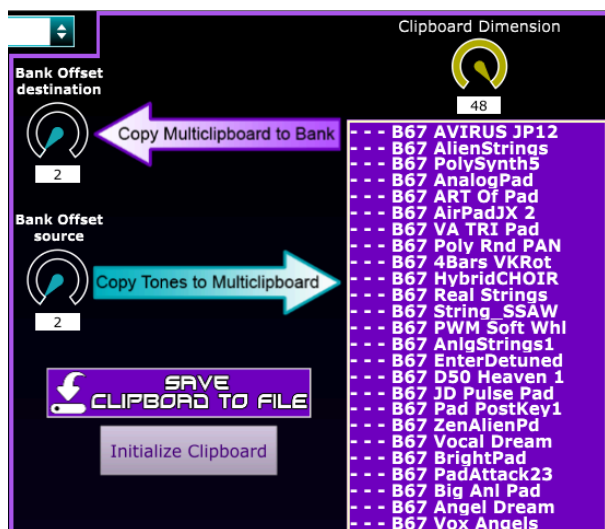 Clipboard Dimension
48
Bank Offset
destination
2
Copy Multiclipboard to Bank
Bank Offset
source
2
Copy Tones to Multiclipboard
SAVE
CLIPBOARD TO FILE
Initialize Clipboard
- - - B67 AVIRUS JP12
- - - B67 AlienStrings
- - - B67 PolySynth5
- - - B67 AnalogPad
- - - B67 ART Of Pad
- - - B67 AirPadJX 2
- - - B67 VA TRI Pad
- - - B67 Poly Rnd PAN
- - - B67 4Bars VKRot
- - - B67 HybridCHOIR
- - - B67 Real Strings
- - - B67 String_SSAW
- - - B67 PWM Soft Whl
- - - B67 AnlgStrings1
- - - B67 EnterDetuned
- - - B67 D50 Heaven 1
- - - B67 JD Pulse Pad
- - - B67 Pad PostKey1
- - - B67 ZenAlienPd
- - - B67 Vocal Dream
- - - B67 BrightPad
- - - B67 PadAttack23
- - - B67 Big Anl Pad
- - - B67 Angel Dream
- - - B67 Vox Angels